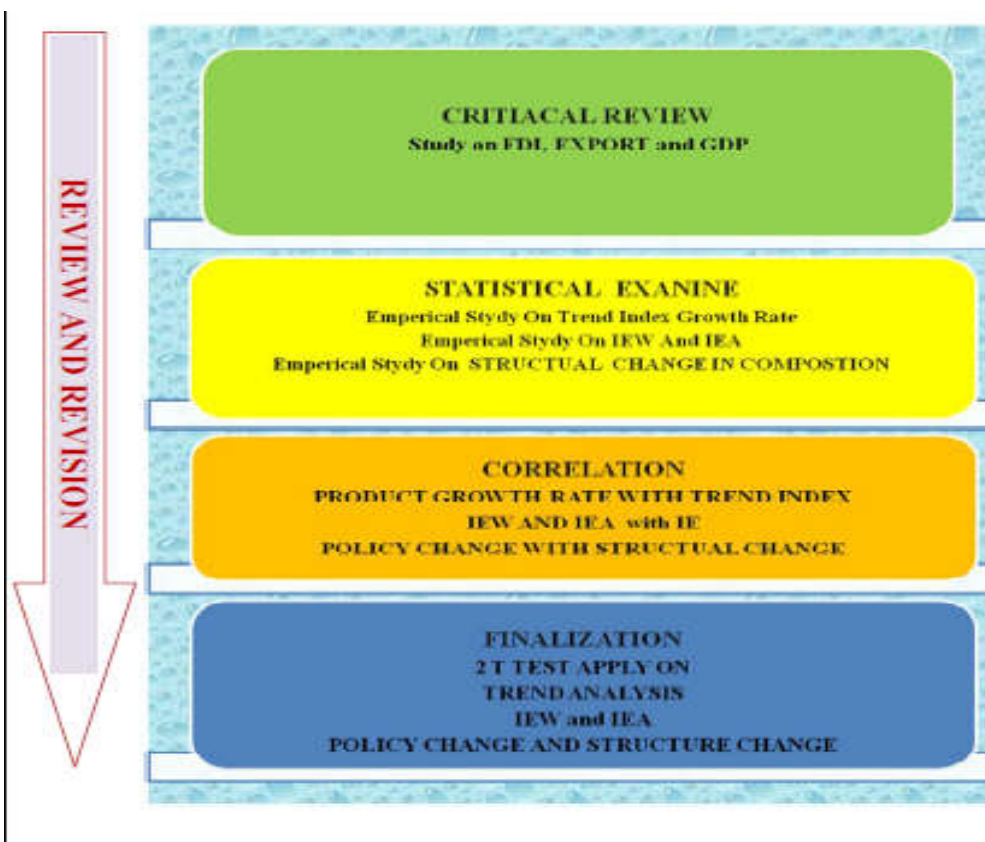 REVIEW AND REVISION
CRITIACAL REVIEW
Study on FDI, EXPORT and GDP
STATISTICAL EXANINE
Emperical Stydy On Trend Index Growth Rate
Emperical Stydy On IEW And IEA
Emperical Stydy On STRUCTUAL CHANGE IN COMPOSTION
CORRELATION
PRODUCT GROWTH RATE WITH TREND INDEX
IEW AND IEA with IE
POLICY CHANGE WITH STRUCTUAL CHANGE
FINALIZATION
2 T TEST APPLY ON
TREND ANALYSIS
IEW and IEA
POLICY CHANGE AND STRUCTURE CHANGE